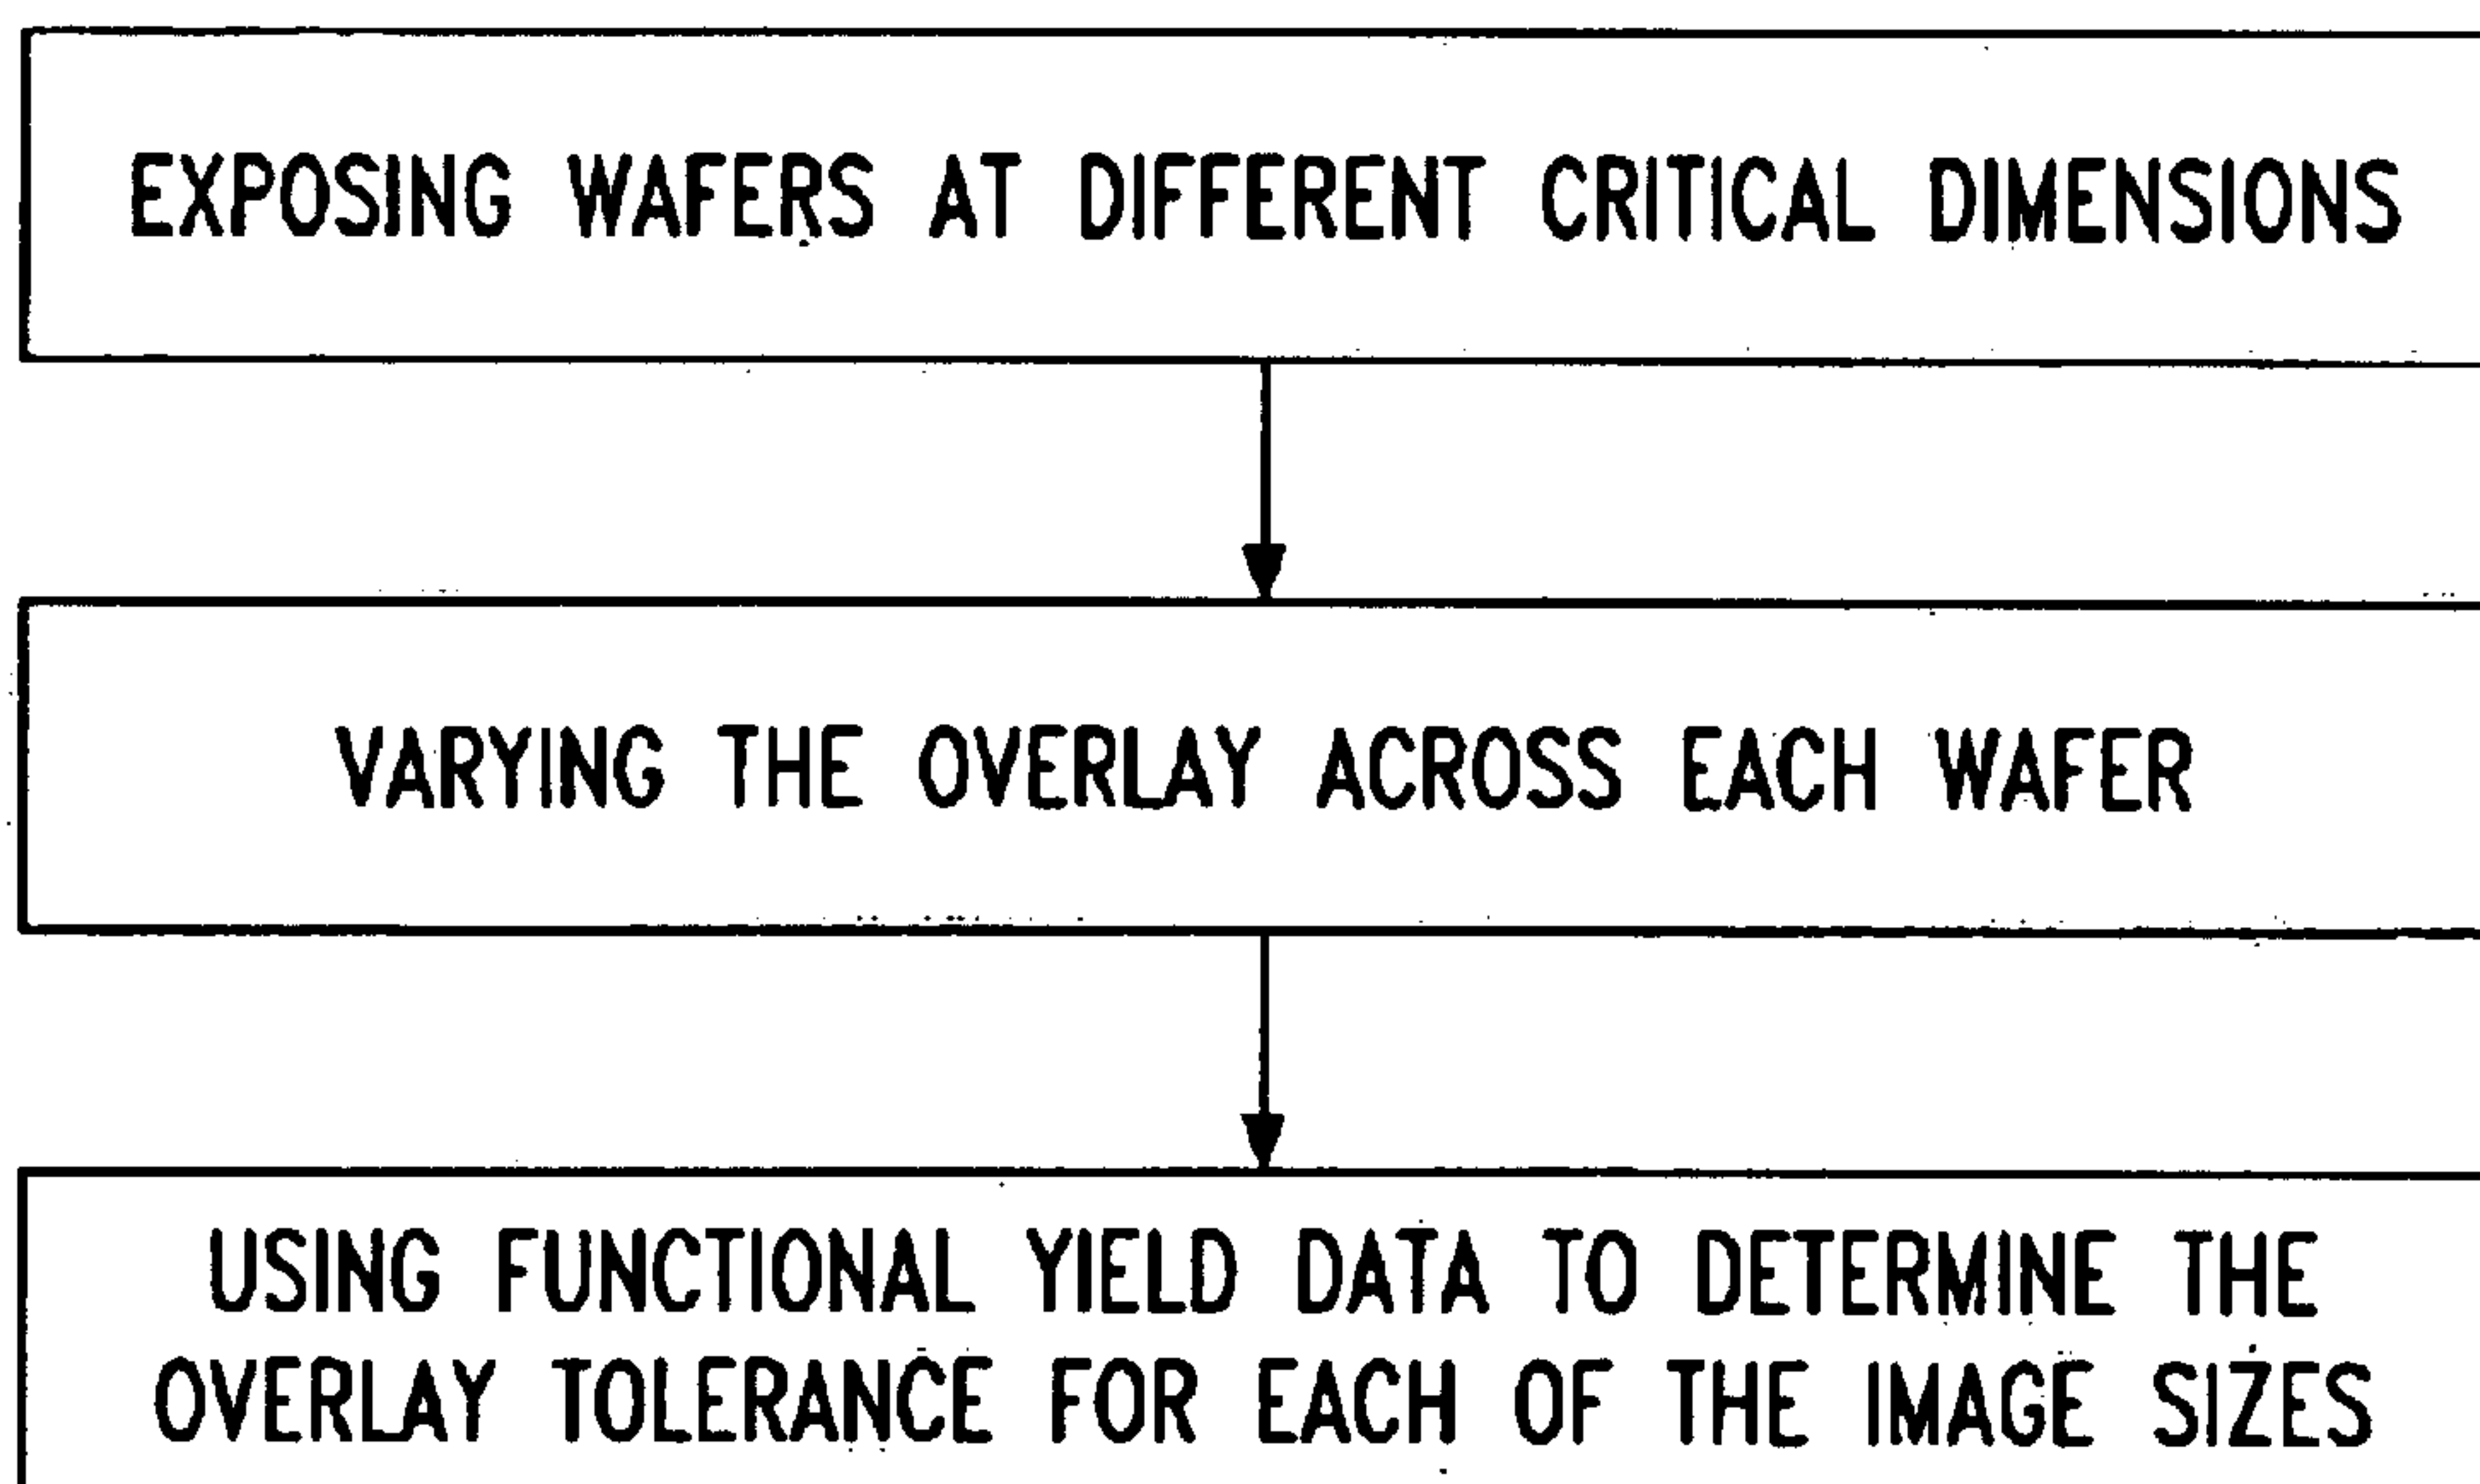 EXPOSING WAFERS AT DIFFERENT CRITICAL DIMENSIONS
VARYING THE OVERLAY ACROSS EACH WAFER
USING FUNCTIONAL YIELD DATA TO DETERMINE THE
OVERLAY TOLERANCE FOR EACH OF THE IMAGE SIZES